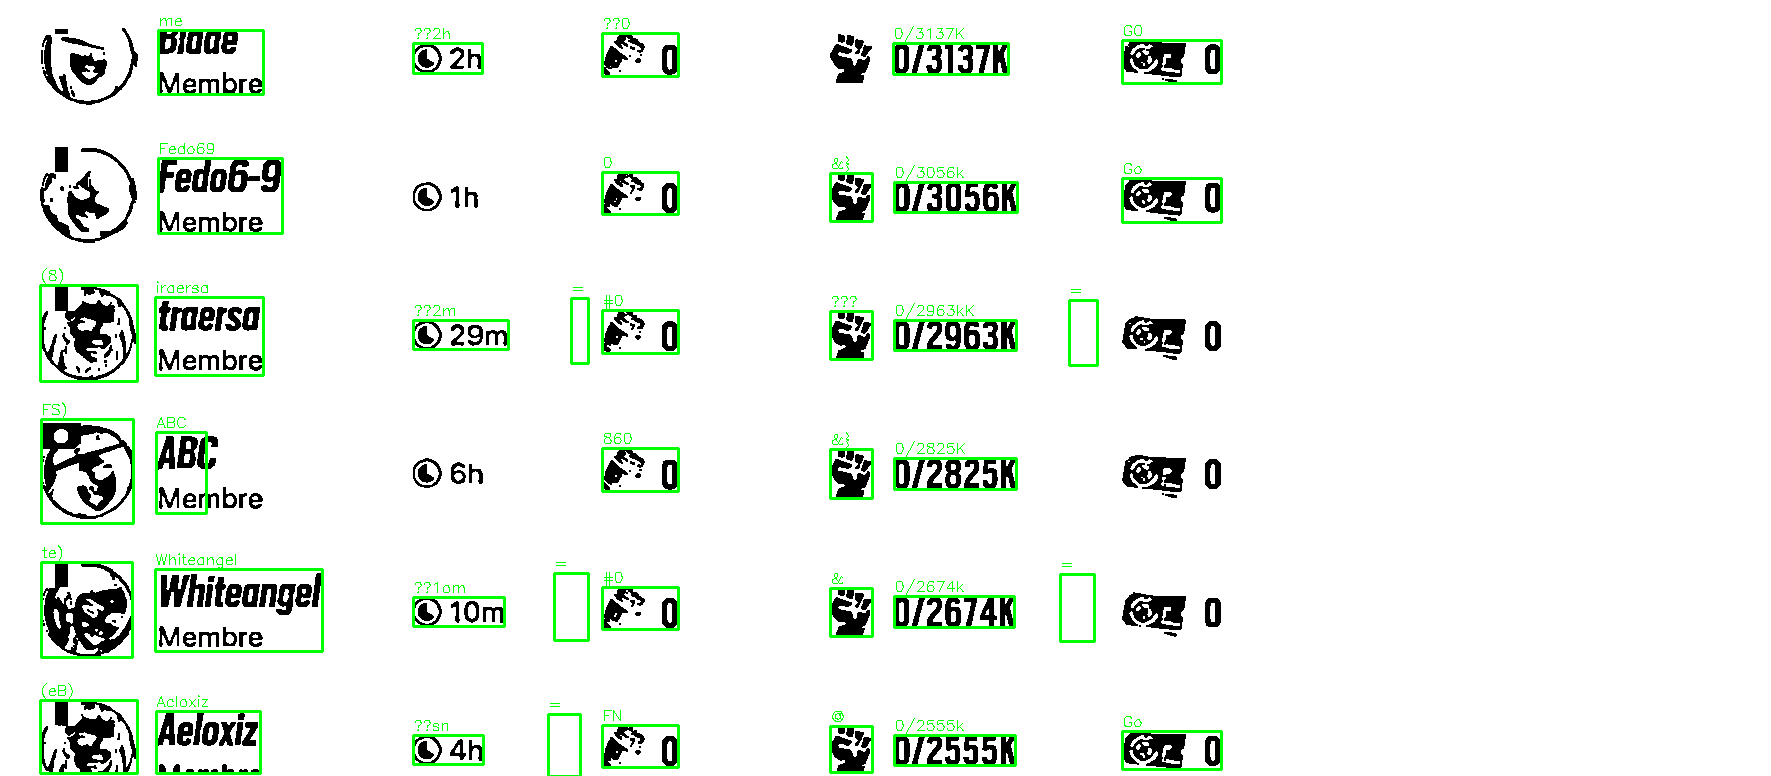 me ??2h ??0 0/3137K GO
Blade 2h 0 0/3137K 0
Membre
Fedo69 0 &} 0/3056k Go
Fedo6-9 1h 0 0/3056K 0
Membre
(8) iraersa ??2m = #0 ??? 0/2963kK =
traersa 29m 0 0/2963K 0
Membre
FS) ABC 860 &} 0/2825K
ABC 6h 0 0/2825K 0
Membre
te) Whiteangel ??1om = #0 & 0/2674k =
Whiteangel 10m 0 0/2674K 0
Membre
(eB) Acloxiz ??sn = FN @ 0/2555k Go
Aeloxiz 4h 0 0/2555K 0